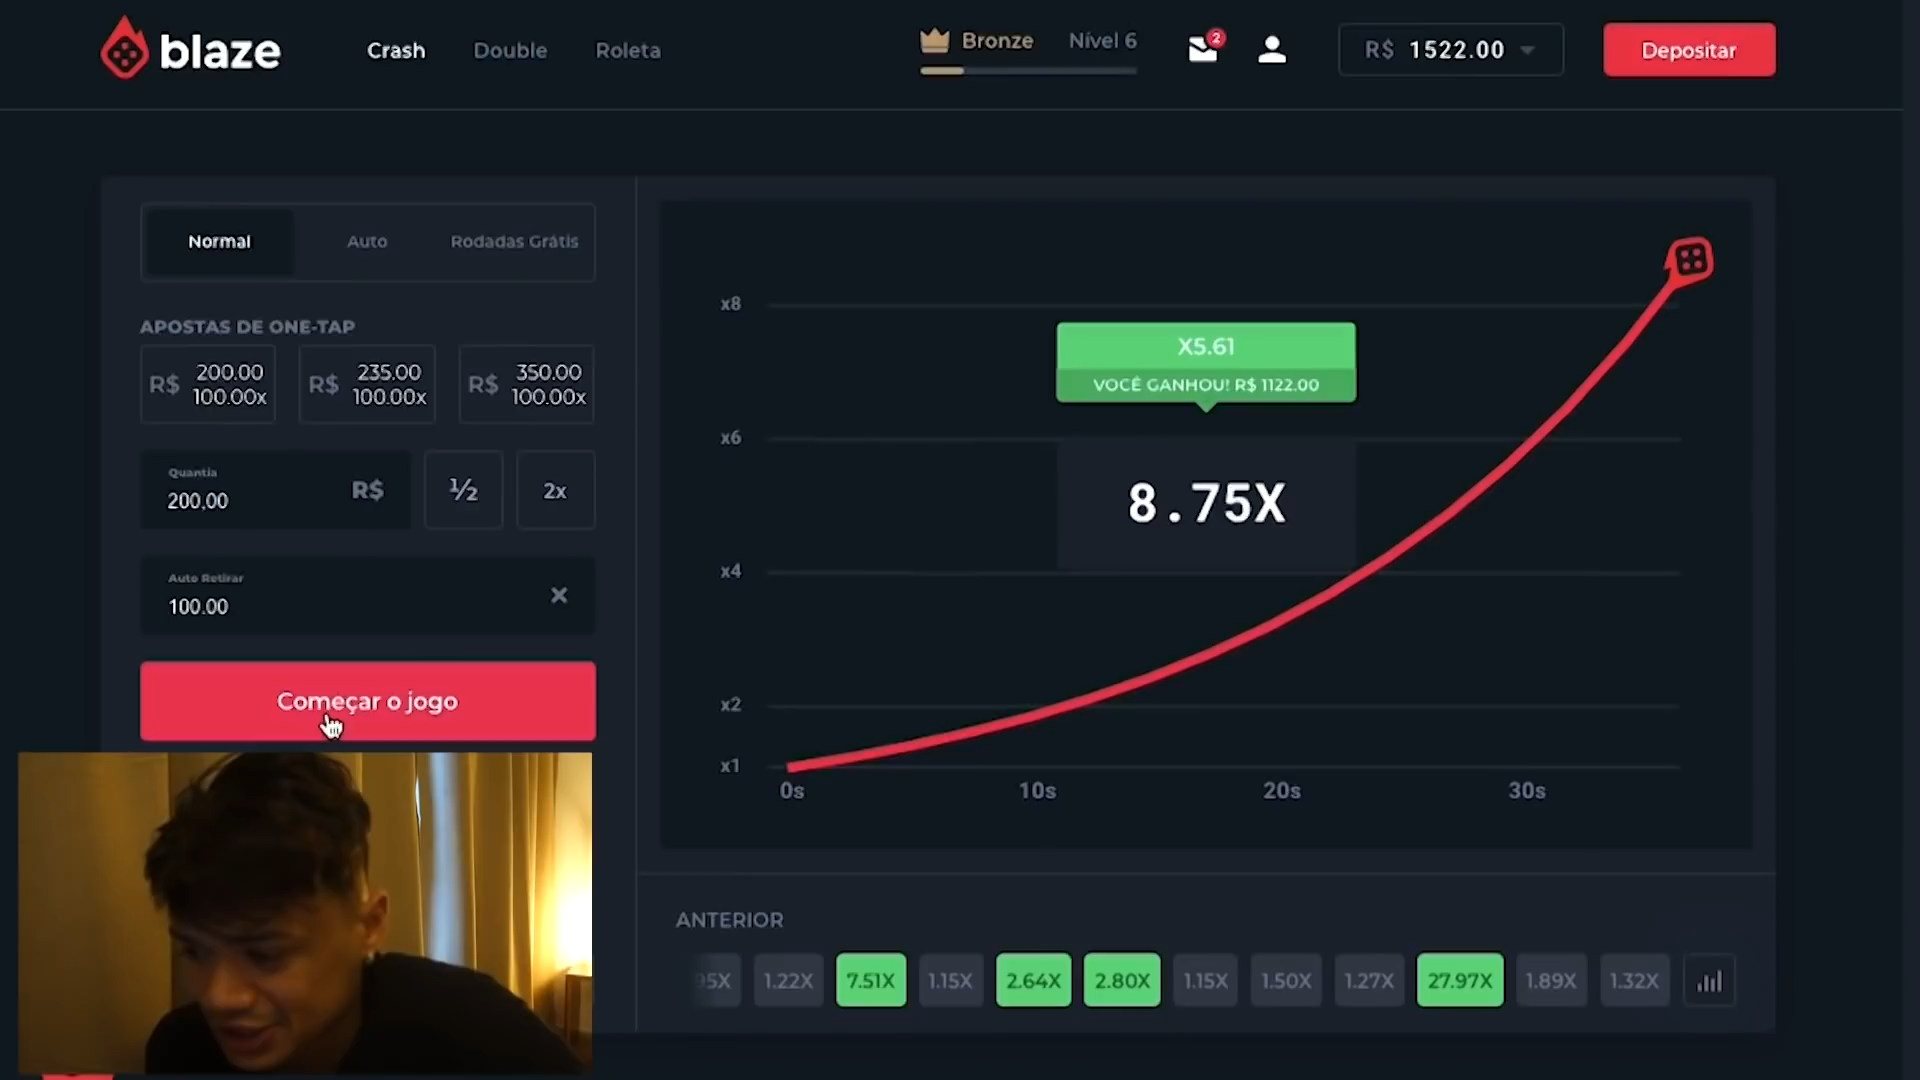 blaze
Crash
Double
Roleta
Bronze
Nível 6
2
R$ 1522.00
Depositar
Normal
Auto
Rodadas Grátis
APOSTAS DE ONE-TAP
R$ 200.00 100.00x
R$ 235.00 100.00x
R$ 350.00 100.00x
Quantia
200,00
R$
½
2x
Auto Retirar
100.00
Começar o jogo
x8
x6
x4
x2
x1
X5.61
VOCÊ GANHOU! R$ 1122.00
8.75X
0s
10s
20s
30s
ANTERIOR
95X
1.22X
7.51X
1.15X
2.64X
2.80X
1.15X
1.50X
1.27X
27.97X
1.89X
1.32X